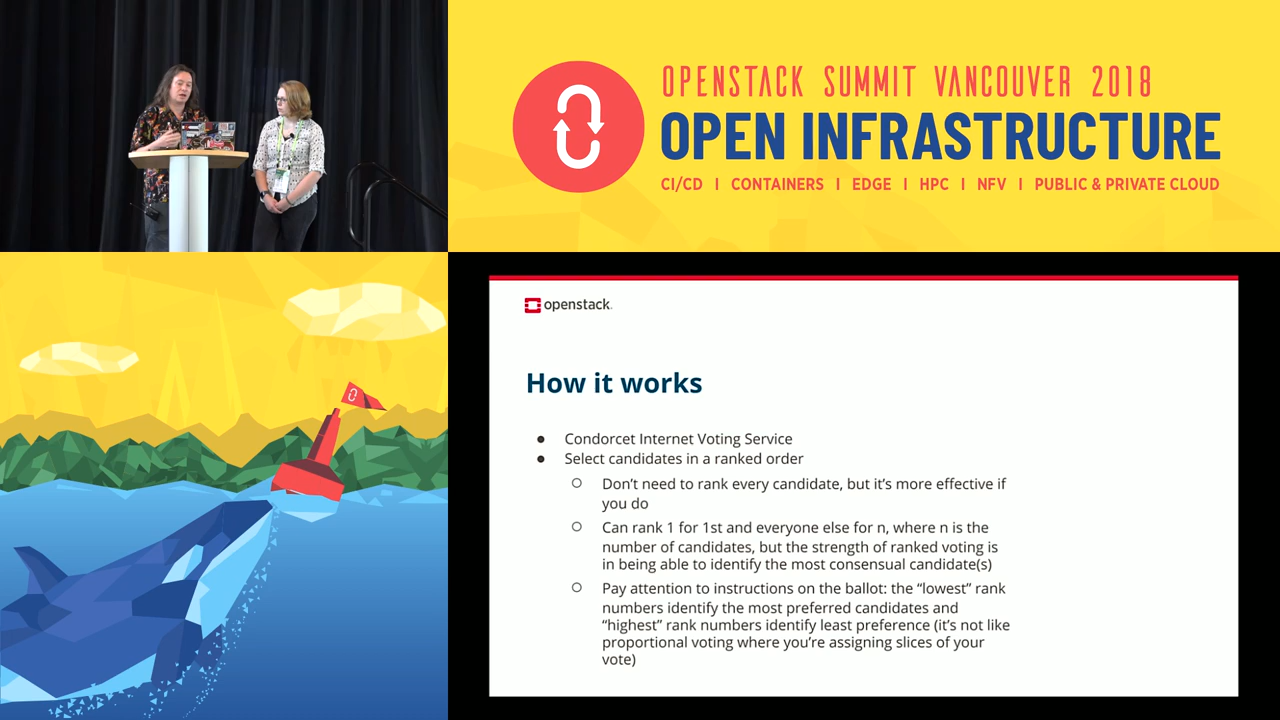 OPENSTACK SUMMIT VANCOUVER 2018
OPEN INFRASTRUCTURE
CI/CD I CONTAINERS I EDGE I HPC I NFV I PUBLIC & PRIVATE CLOUD
openstack.
How it works
● Condorcet Internet Voting Service
● Select candidates in a ranked order
○ Don’t need to rank every candidate, but it’s more effective if
you do
○ Can rank 1 for 1st and everyone else for n, where n is the
number of candidates, but the strength of ranked voting is
in being able to identify the most consensual candidate(s)
○ Pay attention to instructions on the ballot: the “lowest” rank
numbers identify the most preferred candidates and
“highest” rank numbers identify least preference (it’s not like
proportional voting where you’re assigning slices of your
vote)